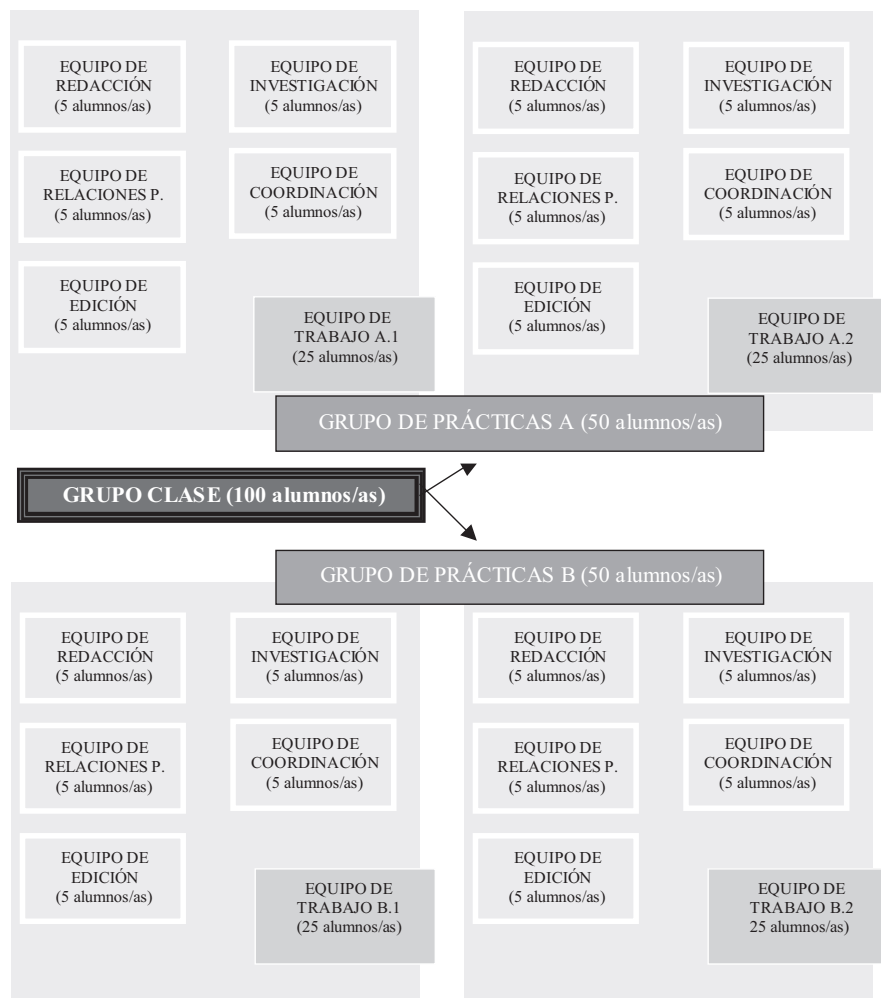 EQUIPO DE
REDACCIÓN
(5 alumnos/as)
EQUIPO DE
INVESTIGACIÓN
(5 alumnos/as)
EQUIPO DE
RELACIONES P.
(5 alumnos/as)
EQUIPO DE
COORDINACIÓN
(5 alumnos/as)
EQUIPO DE
EDICIÓN
(5 alumnos/as)
EQUIPO DE
TRABAJO A.1
(25 alumnos/as)
EQUIPO DE
REDACCIÓN
(5 alumnos/as)
EQUIPO DE
INVESTIGACIÓN
(5 alumnos/as)
EQUIPO DE
RELACIONES P.
(5 alumnos/as)
EQUIPO DE
COORDINACIÓN
(5 alumnos/as)
EQUIPO DE
EDICIÓN
(5 alumnos/as)
EQUIPO DE
TRABAJO A.2
(25 alumnos/as)
GRUPO DE PRÁCTICAS A (50 alumnos/as)
GRUPO CLASE (100 alumnos/as)
GRUPO DE PRÁCTICAS B (50 alumnos/as)
EQUIPO DE
REDACCIÓN
(5 alumnos/as)
EQUIPO DE
INVESTIGACIÓN
(5 alumnos/as)
EQUIPO DE
RELACIONES P.
(5 alumnos/as)
EQUIPO DE
COORDINACIÓN
(5 alumnos/as)
EQUIPO DE
EDICIÓN
(5 alumnos/as)
EQUIPO DE
TRABAJO B.1
(25 alumnos/as)
EQUIPO DE
REDACCIÓN
(5 alumnos/as)
EQUIPO DE
INVESTIGACIÓN
(5 alumnos/as)
EQUIPO DE
RELACIONES P.
(5 alumnos/as)
EQUIPO DE
COORDINACIÓN
(5 alumnos/as)
EQUIPO DE
EDICIÓN
(5 alumnos/as)
EQUIPO DE
TRABAJO B.2
25 alumnos/as)